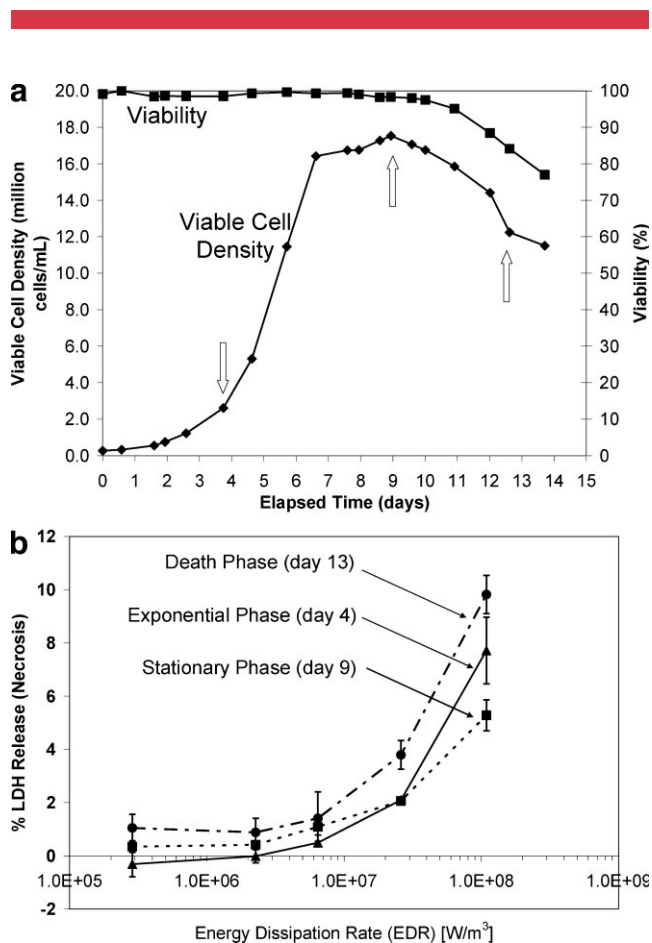 a
20.0
18.0
16.0
14.0
12.0
10.0
8.0
6.0
4.0
2.0
0.0
Viable Cell Density (million
cells/mL)
Viability
Viable Cell
Density
100
90
80
70
60
50
40
30
20
10
0
Viability (%)
0 1 2 3 4 5 6 7 8 9 10 11 12 13 14 15
Elapsed Time (days)
b
12
10
8
6
4
2
0
-2
% LDH Release (Necrosis)
Death Phase (day 13)
Exponential Phase (day 4)
Stationary Phase (day 9)
1.0E+05 1.0E+06 1.0E+07 1.0E+08 1.0E+09
Energy Dissipation Rate (EDR) [W/m³]